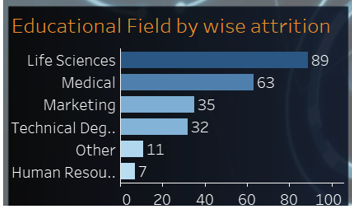 Educational Field by wise attrition
Life Sciences 89
Medical 63
Marketing 35
Technical Deg.. 32
Other 11
Human Resou.. 7
0 20 40 60 80 100